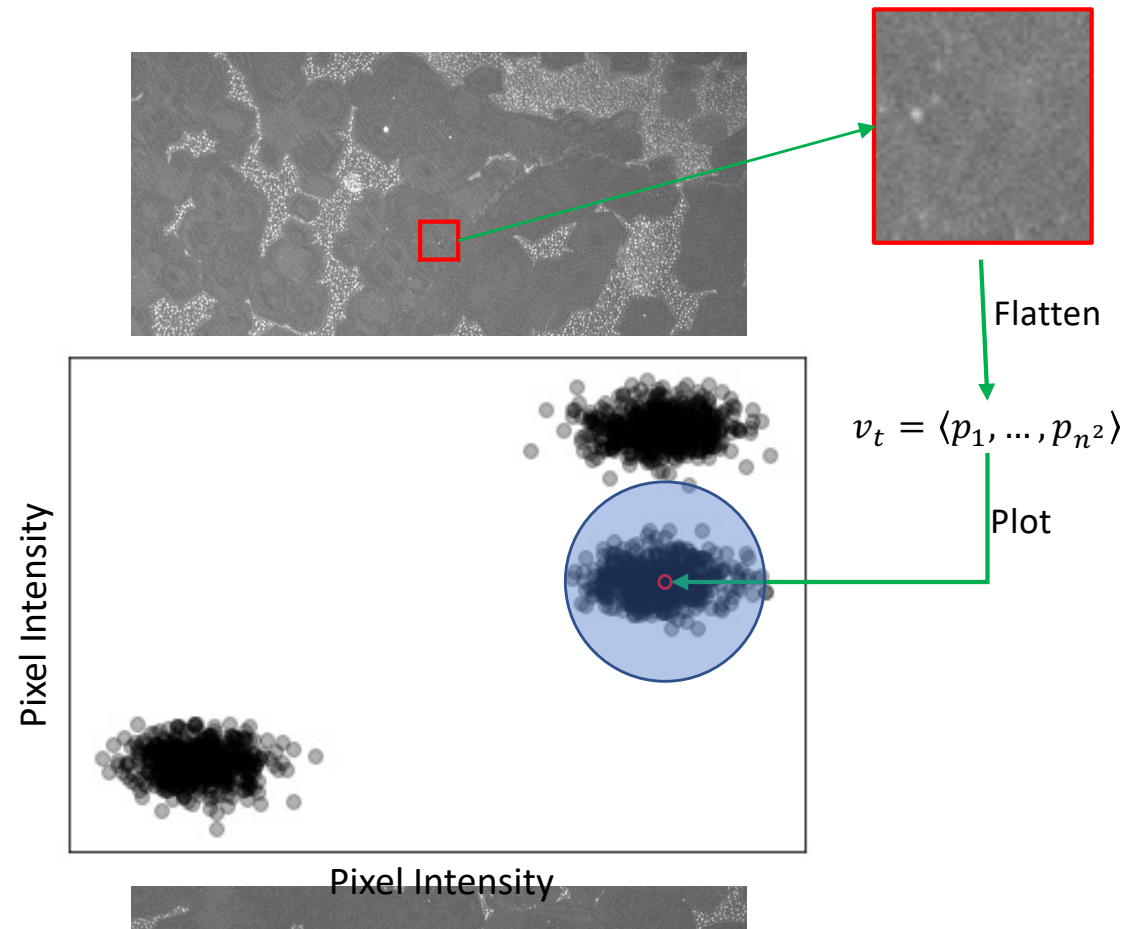 Flatten
v_t = ⟨p_1, … , p_{n^2}⟩
Plot
Pixel Intensity
Pixel Intensity